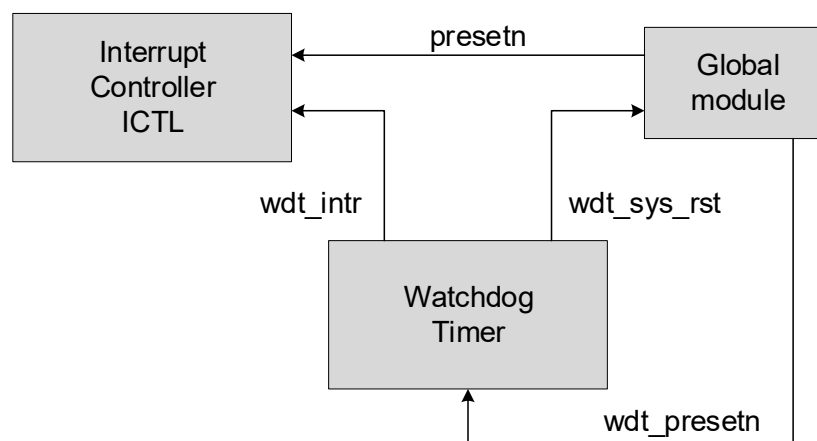 Interrupt
Controller
ICTL
presetn
Global
module
wdt_intr
wdt_sys_rst
Watchdog
Timer
wdt_presetn